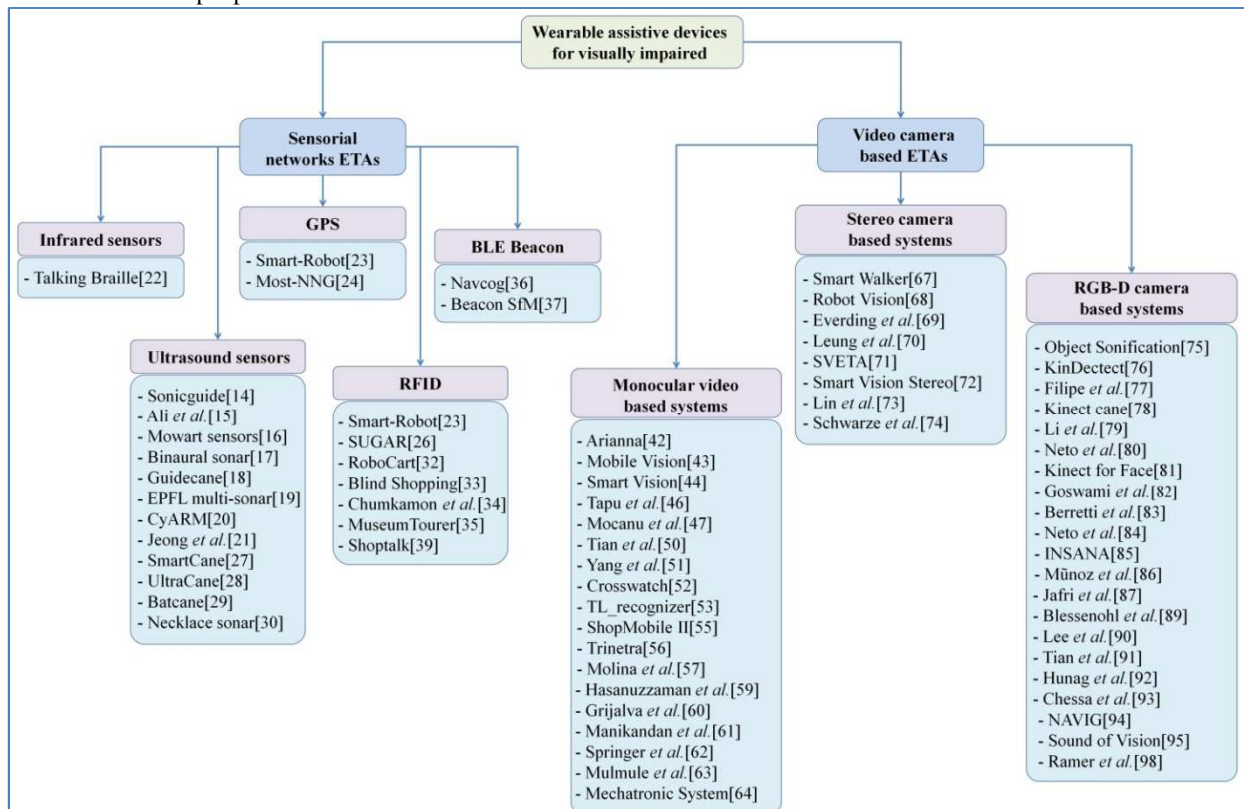 Wearable assistive devices
for visually impaired
Sensorial
networks ETAs
Video camera
based ETAs
Infrared sensors
- Talking Braille[22]
GPS
- Smart-Robot[23]
- Most-NNG[24]
BLE Beacon
- Navcog[36]
- Beacon SfM[37]
Ultrasound sensors
- Sonicguide[14]
- Ali et al.[15]
- Mowart sensors[16]
- Binaural sonar[17]
- Guidecane[18]
- EPFL multi-sonar[19]
- CyARM[20]
- Jeong et al.[21]
- SmartCane[27]
- UltraCane[28]
- Batcane[29]
- Necklace sonar[30]
RFID
- Smart-Robot[23]
- SUGAR[26]
- RoboCart[32]
- Blind Shopping[33]
- Chumkamon et al.[34]
- MuseumTourer[35]
- Shoptalk[39]
Monocular video
based systems
- Arianna[42]
- Mobile Vision[43]
- Smart Vision[44]
- Tapu et al.[46]
- Mocanu et al.[47]
- Tian et al.[50]
- Yang et al.[51]
- Crosswatch[52]
- TL_recognizer[53]
- ShopMobile II[55]
- Trinetra[56]
- Molina et al.[57]
- Hasanuzzaman et al.[59]
- Grijalva et al.[60]
- Manikandan et al.[61]
- Springer et al.[62]
- Mulmule et al.[63]
- Mechatronic System[64]
Stereo camera
based systems
- Smart Walker[67]
- Robot Vision[68]
- Everding et al.[69]
- Leung et al.[70]
- SVETA[71]
- Smart Vision Stereo[72]
- Lin et al.[73]
- Schwarze et al.[74]
RGB-D camera
based systems
- Object Sonification[75]
- KinDectect[76]
- Filipe et al.[77]
- Kinect cane[78]
- Li et al.[79]
- Neto et al.[80]
- Kinect for Face[81]
- Goswami et al.[82]
- Berretti et al.[83]
- Neto et al.[84]
- INSANA[85]
- Mũnoz et al.[86]
- Jafri et al.[87]
- Blessenohl et al.[89]
- Lee et al.[90]
- Tian et al.[91]
- Hunag et al.[92]
- Chessa et al.[93]
- NAVIG[94]
- Sound of Vision[95]
- Ramer et al.[98]